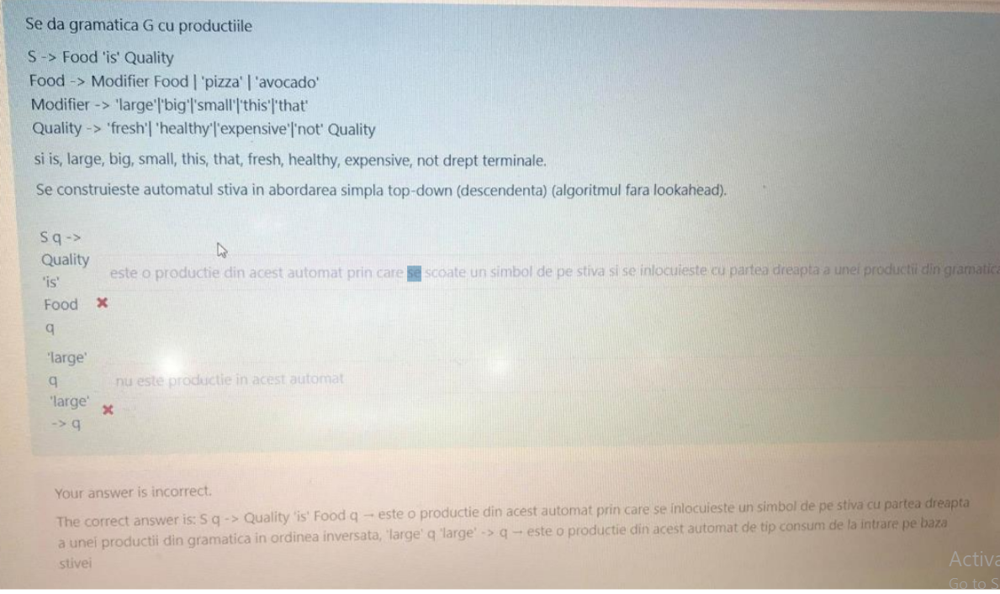 Se da gramatica G cu productiile
S -> Food 'is' Quality
Food -> Modifier Food | 'pizza' | 'avocado'
Modifier -> 'large'|'big'|'small'|'this'|'that'
Quality -> 'fresh'| 'healthy'|'expensive'|'not' Quality
si is, large, big, small, this, that, fresh, healthy, expensive, not drept terminale.
Se construieste automatul stiva in abordarea simpla top-down (descendenta) (algoritmul fara lookahead).
S q ->
Quality
'is'
Food
q
este o productie din acest automat prin care se scoate un simbol de pe stiva si se inlocuieste cu partea dreapta a unei productii din gramatica
'large'
q
'large'
-> q
nu este productie in acest automat
Your answer is incorrect.
The correct answer is: S q -> Quality 'is' Food q → este o productie din acest automat prin care se inlocuieste un simbol de pe stiva cu partea dreapta
a unei productii din gramatica in ordinea inversata, 'large' q 'large' -> q → este o productie din acest automat de tip consum de la intrare pe baza
stivei
Activa
Go to S